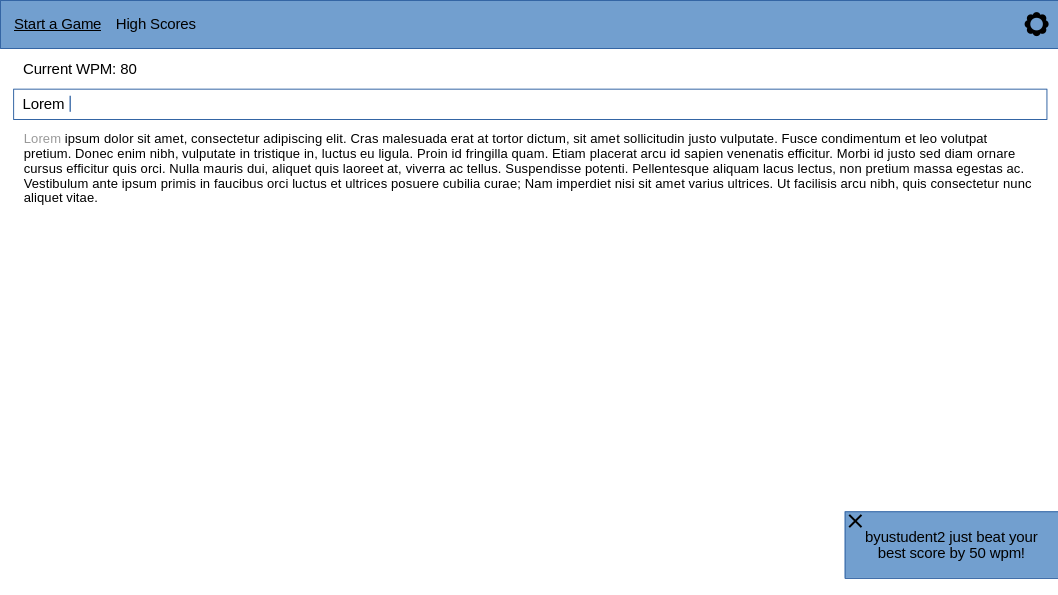 Start a Game High Scores
Current WPM: 80
Lorem
Lorem ipsum dolor sit amet, consectetur adipiscing elit. Cras malesuada erat at tortor dictum, sit amet sollicitudin justo vulputate. Fusce condimentum et leo volutpat
pretium. Donec enim nibh, vulputate in tristique in, luctus eu ligula. Proin id fringilla quam. Etiam placerat arcu id sapien venenatis efficitur. Morbi id justo sed diam ornare
cursus efficitur quis orci. Nulla mauris dui, aliquet quis laoreet at, viverra ac tellus. Suspendisse potenti. Pellentesque aliquam lacus lectus, non pretium massa egestas ac.
Vestibulum ante ipsum primis in faucibus orci luctus et ultrices posuere cubilia curae; Nam imperdiet nisi sit amet varius ultrices. Ut facilisis arcu nibh, quis consectetur nunc
aliquet vitae.
byustudent2 just beat your
best score by 50 wpm!